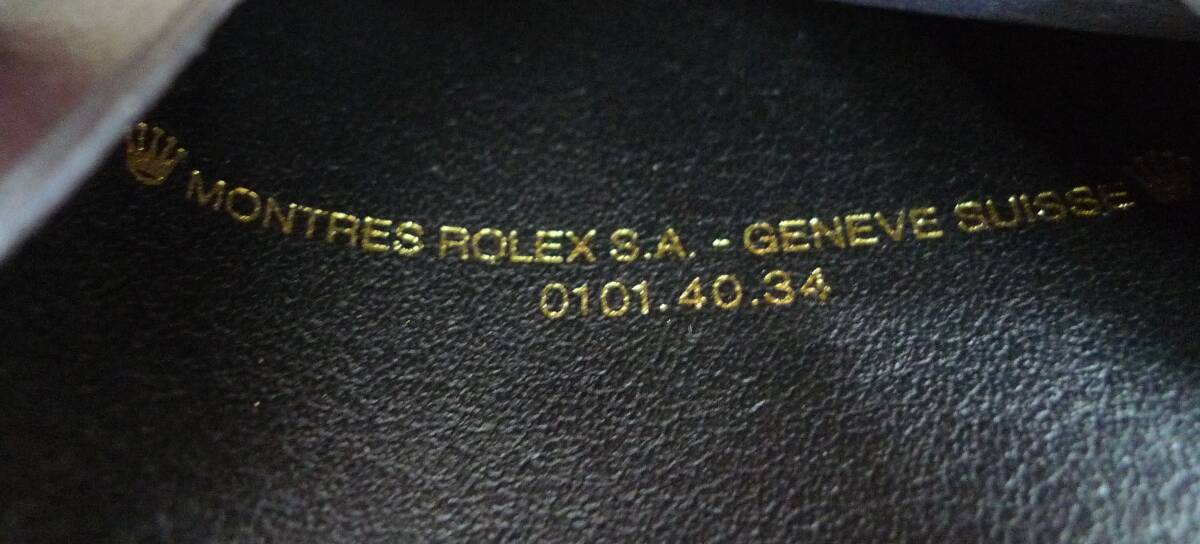 MONTRES ROLEX S.A. - GENEVE SUISSE
0101.40.34